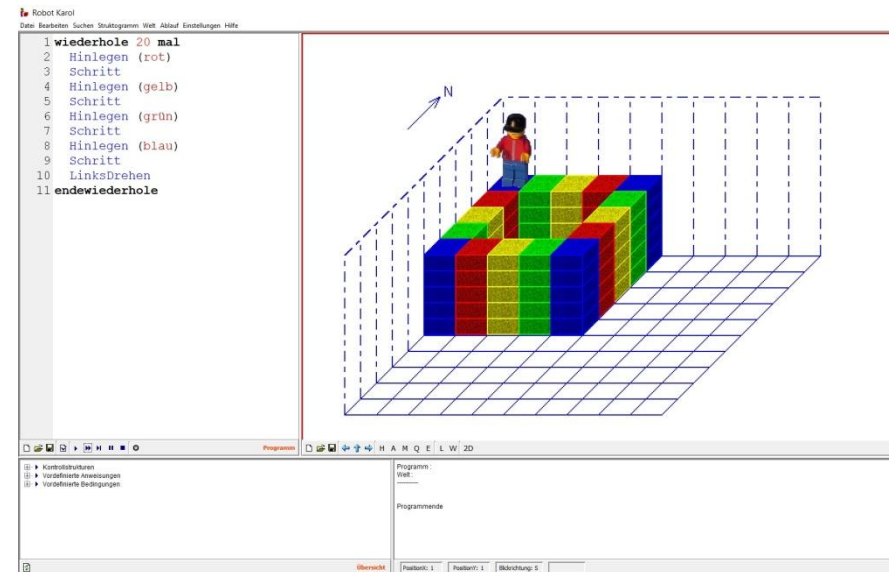 Robot Karol
Datei Bearbeiten Suchen Struktogramm Welt Ablauf Einstellungen Hilfe
1 wiederhole 20 mal
2 Hinlegen (rot)
3 Schritt
4 Hinlegen (gelb)
5 Schritt
6 Hinlegen (grün)
7 Schritt
8 Hinlegen (blau)
9 Schritt
10 LinksDrehen
11 endewiederhole
N
Programm
H A M Q E L W 2D
Kontrollstrukturen
Vordefinierte Anweisungen
Vordefinierte Bedingungen
Übersicht
Programm :
Welt :
----------
Programmende
PositionX: 1 PositionY: 1 Blickrichtung: S